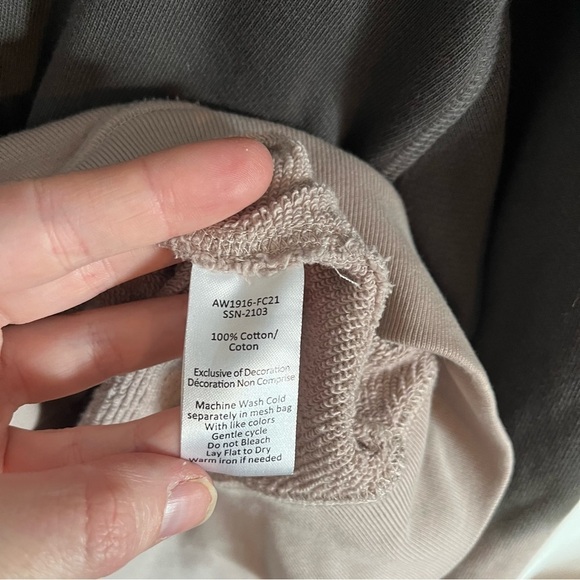 AW1916-FC21
SSN-2103
100% Cotton/
Coton
Exclusive of Decoration
Décoration Non Comprise
Machine Wash Cold
separately in mesh bag
With like colors
Gentle cycle
Do not Bleach
Lay Flat to Dry
warm iron if needed